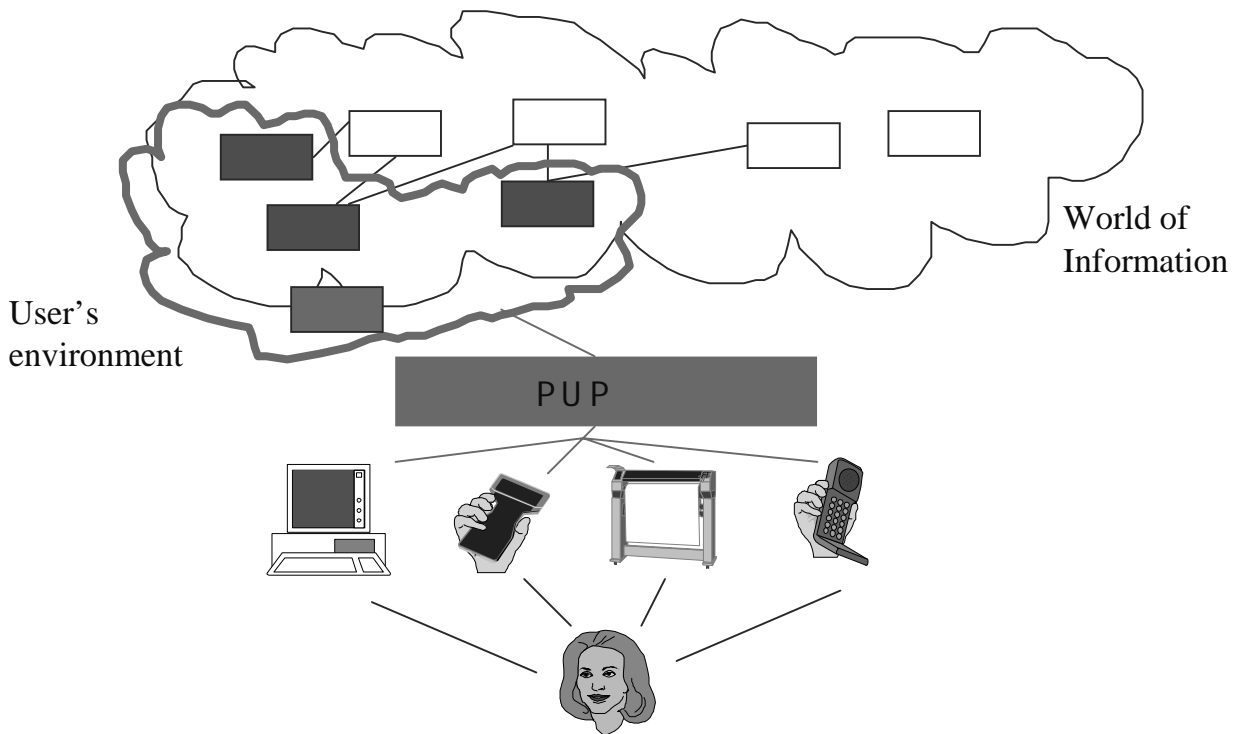 World of
Information
User’s
environment
PUP